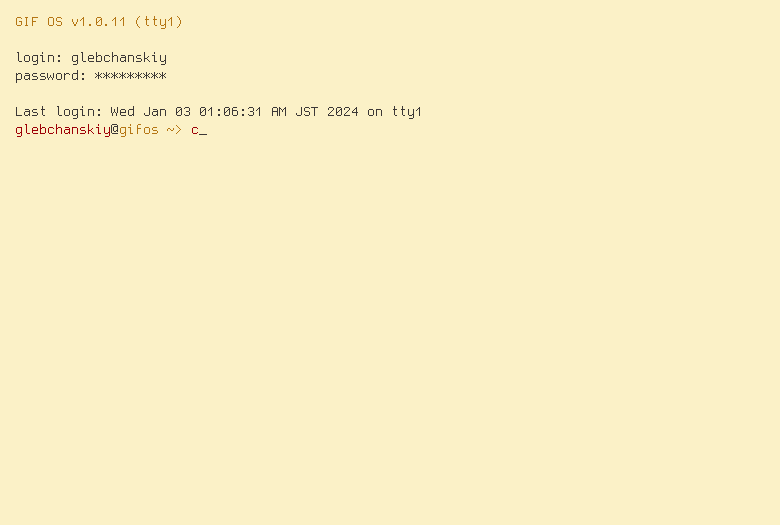 GIF OS v1.0.11 (tty1)
login: glebchanskiy
password: *********
Last login: Wed Jan 03 01:06:31 AM JST 2024 on tty1
glebchanskiy@gifos ~> c_